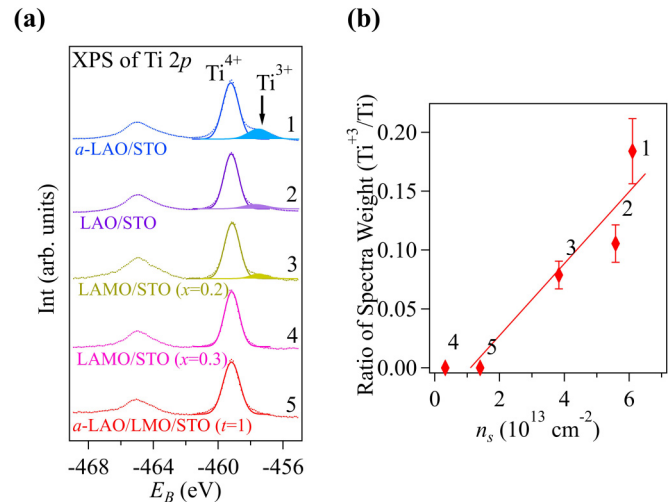 (a)
XPS of Ti 2p
Ti4+
Ti3+
1
a-LAO/STO
2
LAO/STO
3
LAMO/STO (x=0.2)
4
LAMO/STO (x=0.3)
5
a-LAO/LMO/STO (t=1)
Int (arb. units)
-468
-464
-460
-456
EB (eV)
(b)
Ratio of Spectra Weight (Ti+3/Ti)
0.20
0.15
0.10
0.05
0.00
1
2
3
4
5
0
2
4
6
ns (10^13 cm^-2)